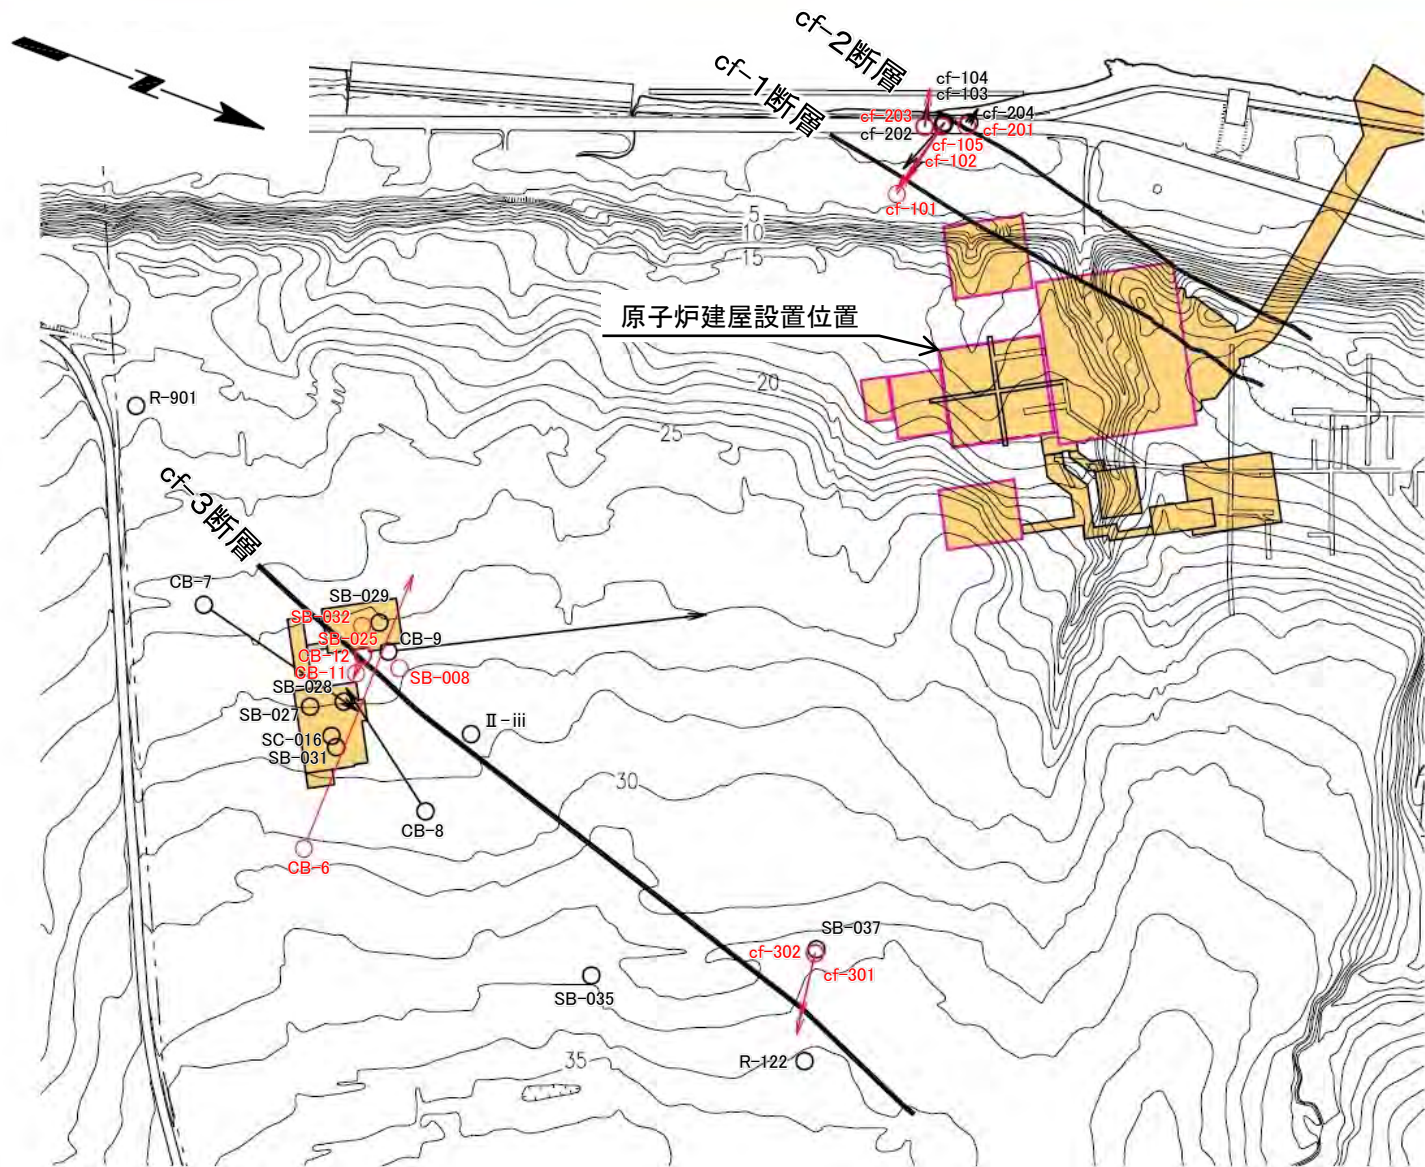 cf-2断層
cf-1断層
cf-104
cf-103
cf-203
cf-204
cf-202
cf-201
cf-105
cf-102
cf-101
5
10
15
原子炉建屋設置位置
20
R-901
25
cf-3断層
CB-7
SB-029
SB-032
SB-025
CB-9
CB-12
CB-11
SB-008
SB-028
SB-027
Ⅱ-ⅲ
SC-016
SB-031
30
CB-8
CB-6
SB-037
cf-302
cf-301
SB-035
R-122
35